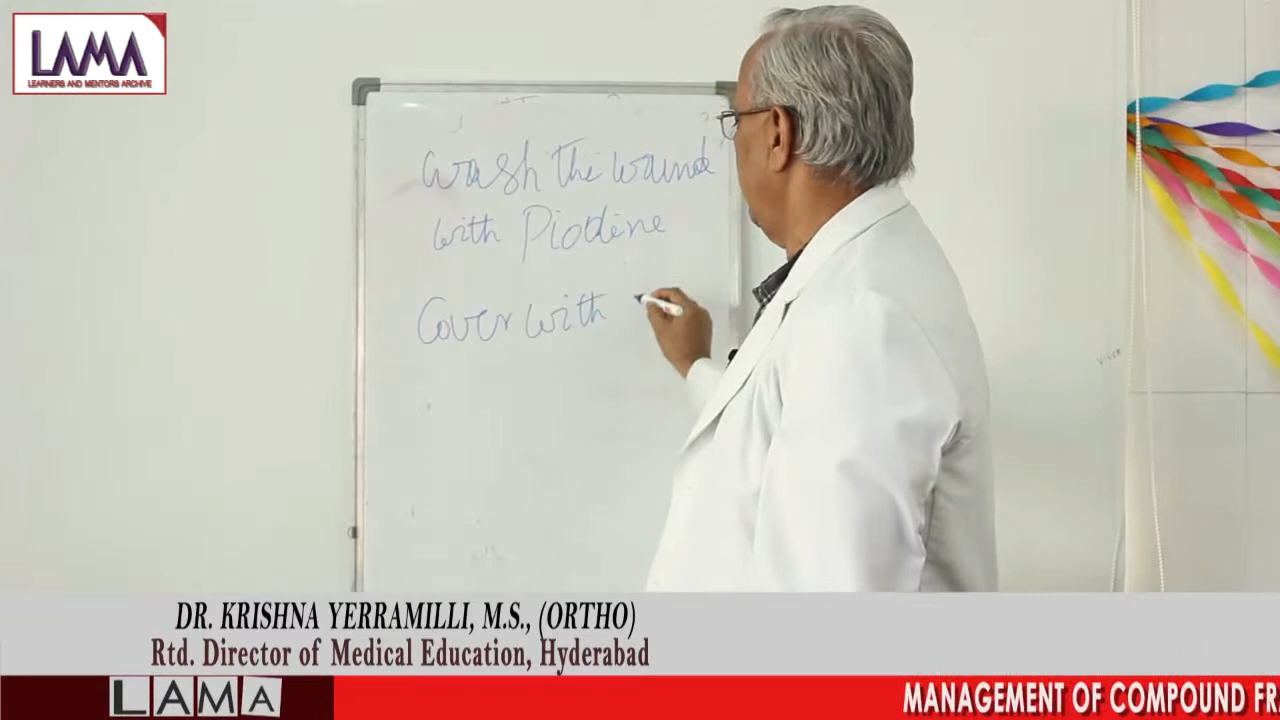 LAMA
LEARNERS AND MENTORS ARCHIVE
Wash the wound
with Piodine
Cover with
DR. KRISHNA YERRAMILLI, M.S., (ORTHO)
Rtd. Director of Medical Education, Hyderabad
LAMA
MANAGEMENT OF COMPOUND FRA